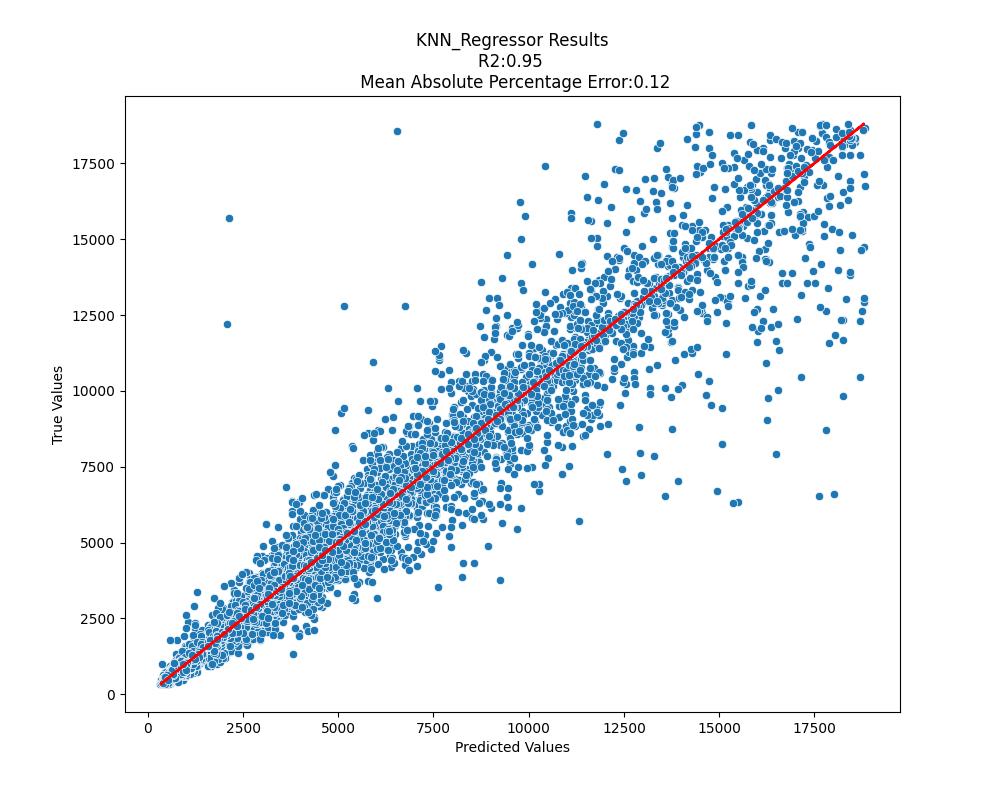 KNN_Regressor Results
R2:0.95
Mean Absolute Percentage Error:0.12
17500
15000
12500
10000
7500
5000
2500
0
True Values
0 2500 5000 7500 10000 12500 15000 17500
Predicted Values